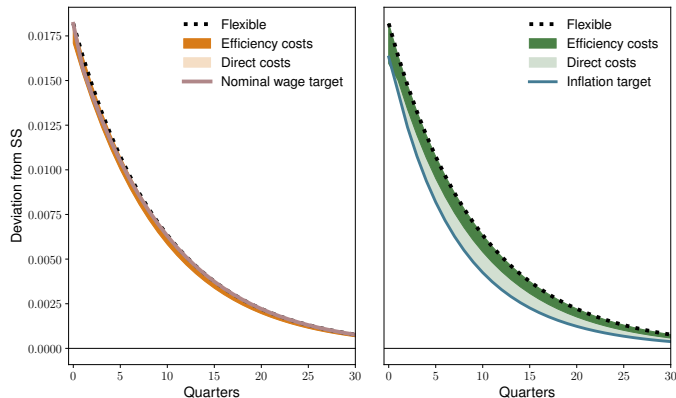 Flexible
Efficiency costs
Direct costs
Nominal wage target
Flexible
Efficiency costs
Direct costs
Inflation target
Deviation from SS
0.0175
0.0150
0.0125
0.0100
0.0075
0.0050
0.0025
0.0000
0 5 10 15 20 25 30
0 5 10 15 20 25 30
Quarters
Quarters